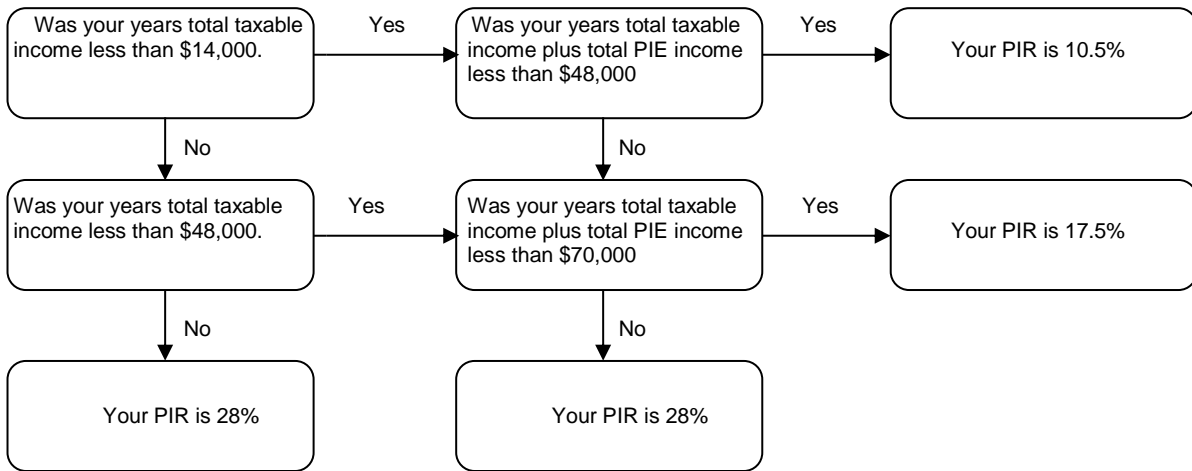 Was your years total taxable
income less than $14,000.
Yes
Was your years total taxable
income plus total PIE income
less than $48,000
Yes
Your PIR is 10.5%
No
No
Was your years total taxable
income less than $48,000.
Yes
Was your years total taxable
income plus total PIE income
less than $70,000
Yes
Your PIR is 17.5%
No
No
Your PIR is 28%
Your PIR is 28%